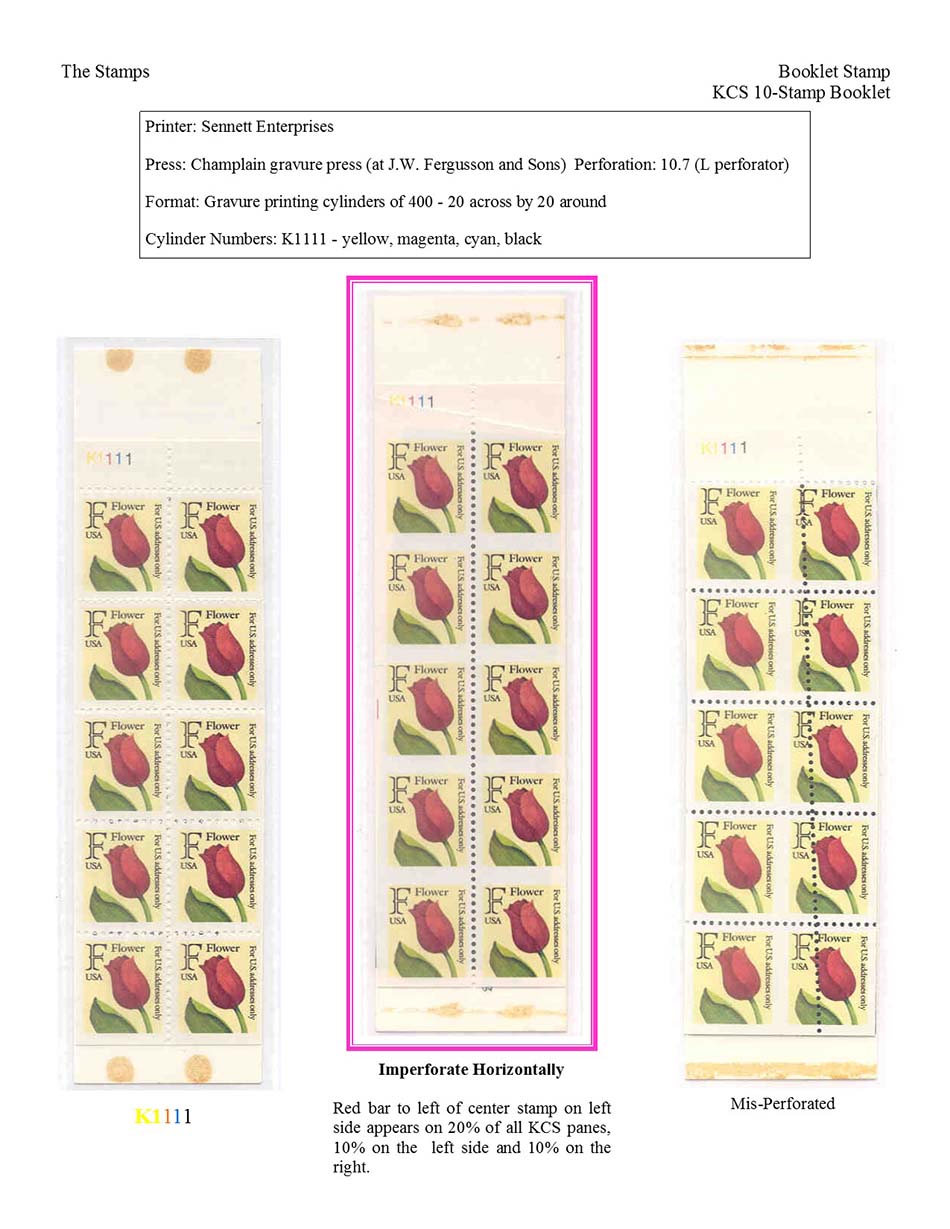 The Stamps
Booklet Stamp
KCS 10-Stamp Booklet
Printer: Sennett Enterprises
Press: Champlain gravure press (at J.W. Fergusson and Sons) Perforation: 10.7 (L perforator)
Format: Gravure printing cylinders of 400 - 20 across by 20 around
Cylinder Numbers: K1111 - yellow, magenta, cyan, black
K1111
F Flower USA For U.S. addresses only
F Flower USA For U.S. addresses only
F Flower USA For U.S. addresses only
F Flower USA For U.S. addresses only
F Flower USA For U.S. addresses only
F Flower USA For U.S. addresses only
F Flower USA For U.S. addresses only
F Flower USA For U.S. addresses only
F Flower USA For U.S. addresses only
F Flower USA For U.S. addresses only
K1111
K1111
F Flower USA For U.S. addresses only
F Flower USA For U.S. addresses only
F Flower USA For U.S. addresses only
F Flower USA For U.S. addresses only
F Flower USA For U.S. addresses only
F Flower USA For U.S. addresses only
F Flower USA For U.S. addresses only
F Flower USA For U.S. addresses only
F Flower USA For U.S. addresses only
F Flower USA For U.S. addresses only
Imperforate Horizontally
Red bar to left of center stamp on left
side appears on 20% of all KCS panes,
10% on the left side and 10% on the
right.
K1111
F Flower USA For U.S. addresses only
F Flower USA For U.S. addresses only
F Flower USA For U.S. addresses only
F Flower USA For U.S. addresses only
F Flower USA For U.S. addresses only
F Flower USA For U.S. addresses only
F Flower USA For U.S. addresses only
F Flower USA For U.S. addresses only
F Flower USA For U.S. addresses only
F Flower USA For U.S. addresses only
Mis-Perforated